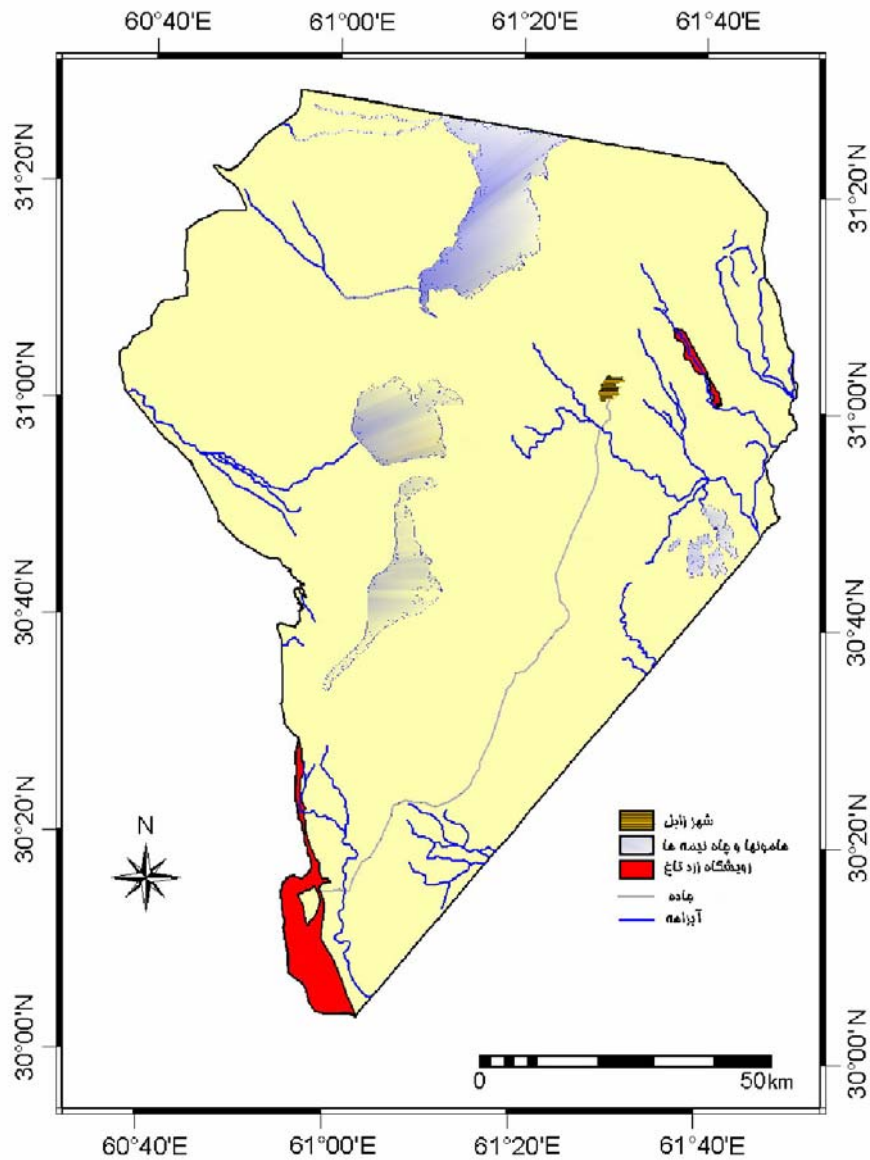 60°40'E 61°00'E 61°20'E 61°40'E
31°20'N 31°20'N
31°00'N 31°00'N
30°40'N 30°40'N
30°20'N 30°20'N
30°00'N 30°00'N
N
شهر زابل
هامونها و چاه نیمه ها
رویشگاه زرد تاغ
جاده
آبراهه
0 50km
60°40'E 61°00'E 61°20'E 61°40'E